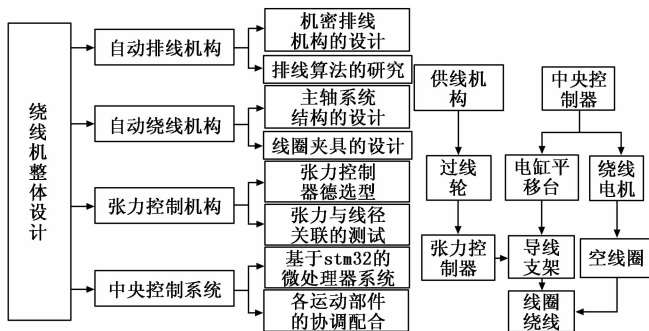 绕线机整体设计
自动排线机构
机密排线
机构的设计
排线算法的研究
自动绕线机构
主轴系统
结构的设计
线圈夹具的设计
张力控制机构
张力控制
器德选型
张力与线径
关联的测试
中央控制系统
基于stm32的
微处理器系统
各运动部件
的协调配合
供线机
构
过线
轮
张力控
制器
中央控
制器
电缸平
移台
绕线
电机
导线
支架
空线圈
线圈
绕线